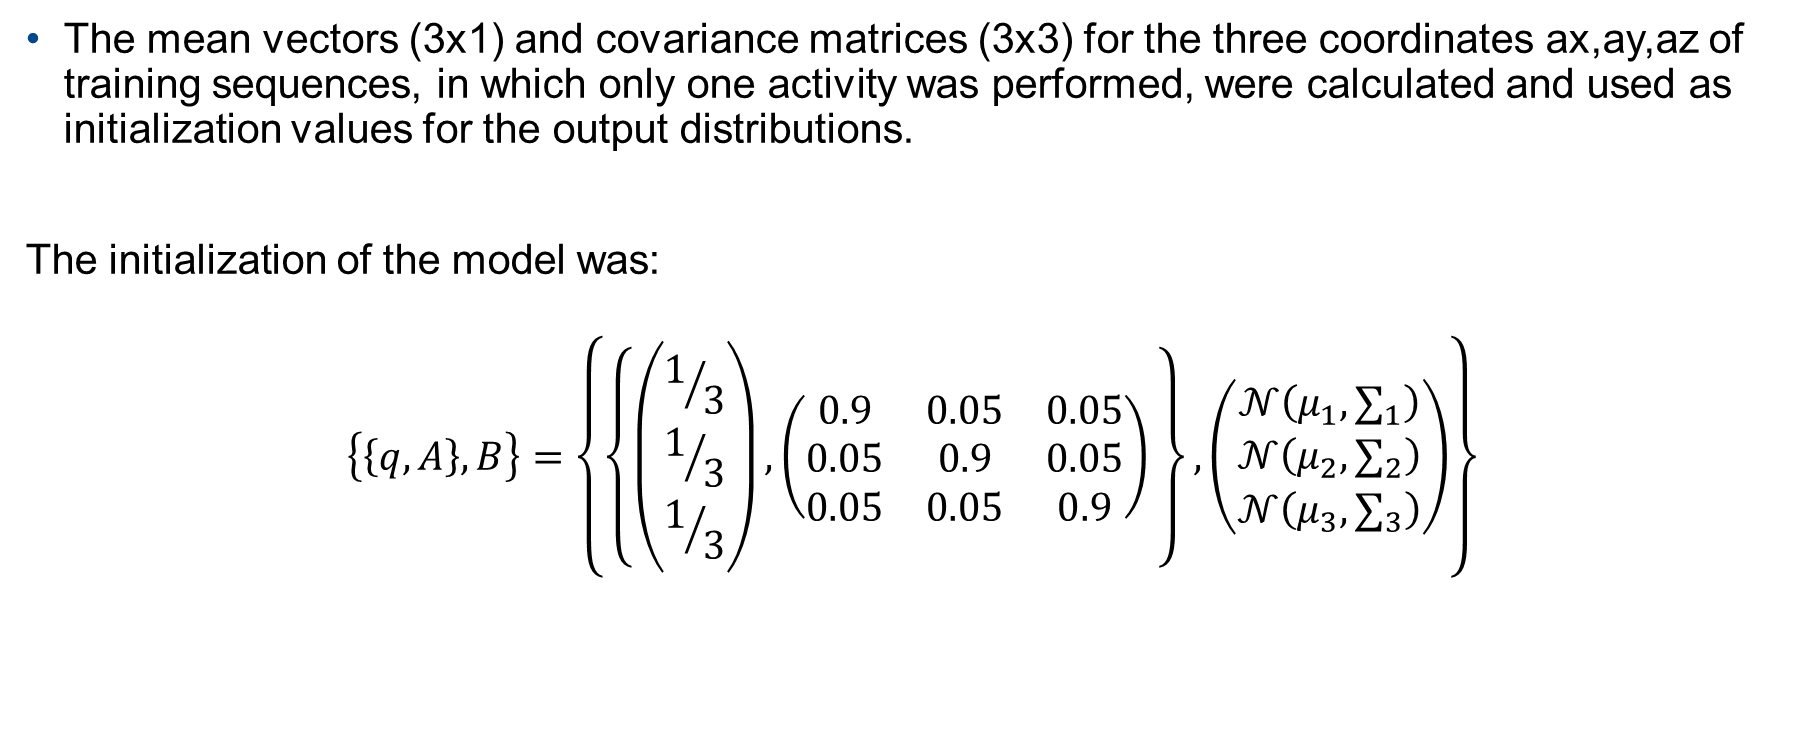 • The mean vectors (3x1) and covariance matrices (3x3) for the three coordinates ax,ay,az of
training sequences, in which only one activity was performed, were calculated and used as
initialization values for the output distributions.
The initialization of the model was:
{{q, A}, B} = { { ( 1/3 1/3 1/3 ) , ( 0.9 0.05 0.05
0.05 0.9 0.05
0.05 0.05 0.9 ) } , ( 𝒩(μ₁, Σ₁)
𝒩(μ₂, Σ₂)
𝒩(μ₃, Σ₃) ) }